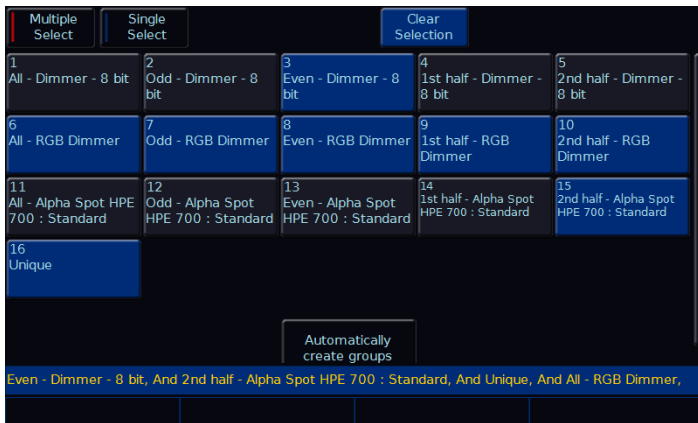 Multiple
Select
Single
Select
Clear
Selection
1
All - Dimmer - 8 bit
2
Odd - Dimmer - 8
bit
3
Even - Dimmer - 8
bit
4
1st half - Dimmer -
8 bit
5
2nd half - Dimmer -
8 bit
6
All - RGB Dimmer
7
Odd - RGB Dimmer
8
Even - RGB Dimmer
9
1st half - RGB
Dimmer
10
2nd half - RGB
Dimmer
11
All - Alpha Spot HPE
700 : Standard
12
Odd - Alpha Spot
HPE 700 : Standard
13
Even - Alpha Spot
HPE 700 : Standard
14
1st half - Alpha Spot
HPE 700 : Standard
15
2nd half - Alpha Spot
HPE 700 : Standard
16
Unique
Automatically
create groups
Even - Dimmer - 8 bit, And 2nd half - Alpha Spot HPE 700 : Standard, And Unique, And All - RGB Dimmer,